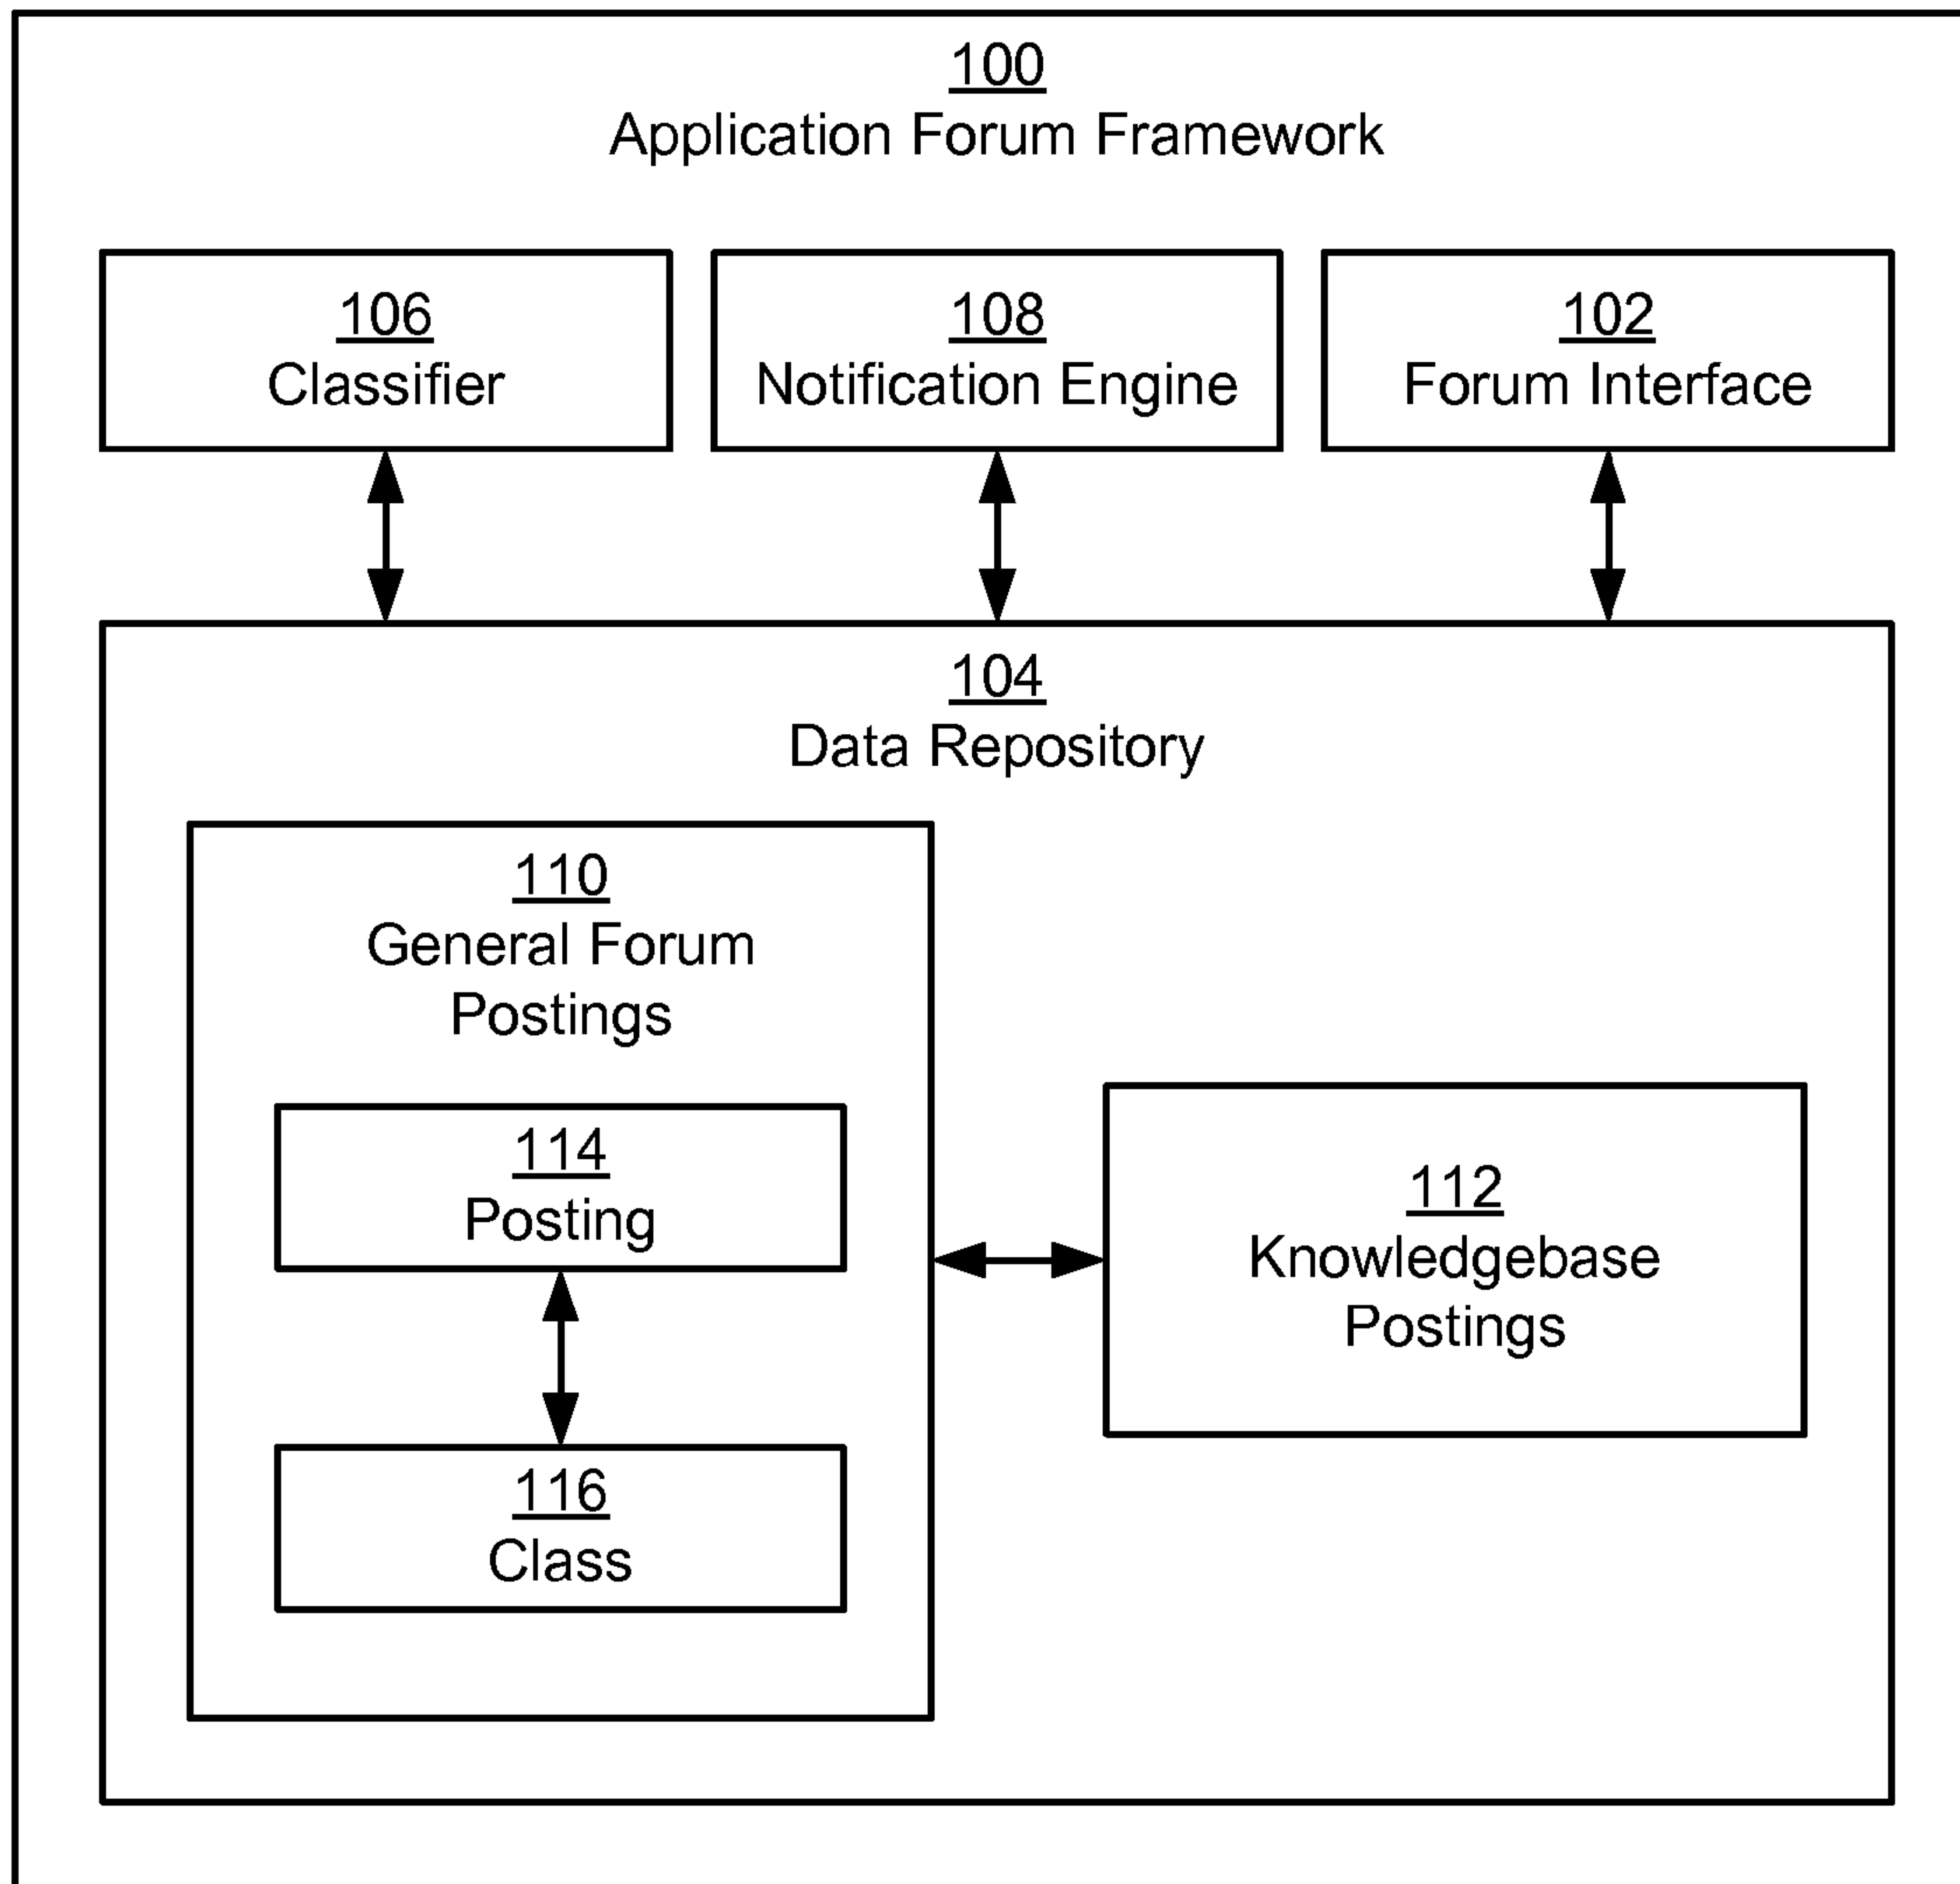 100
Application Forum Framework
106
Classifier
108
Notification Engine
102
Forum Interface
104
Data Repository
110
General Forum
Postings
114
Posting
116
Class
112
Knowledgebase
Postings